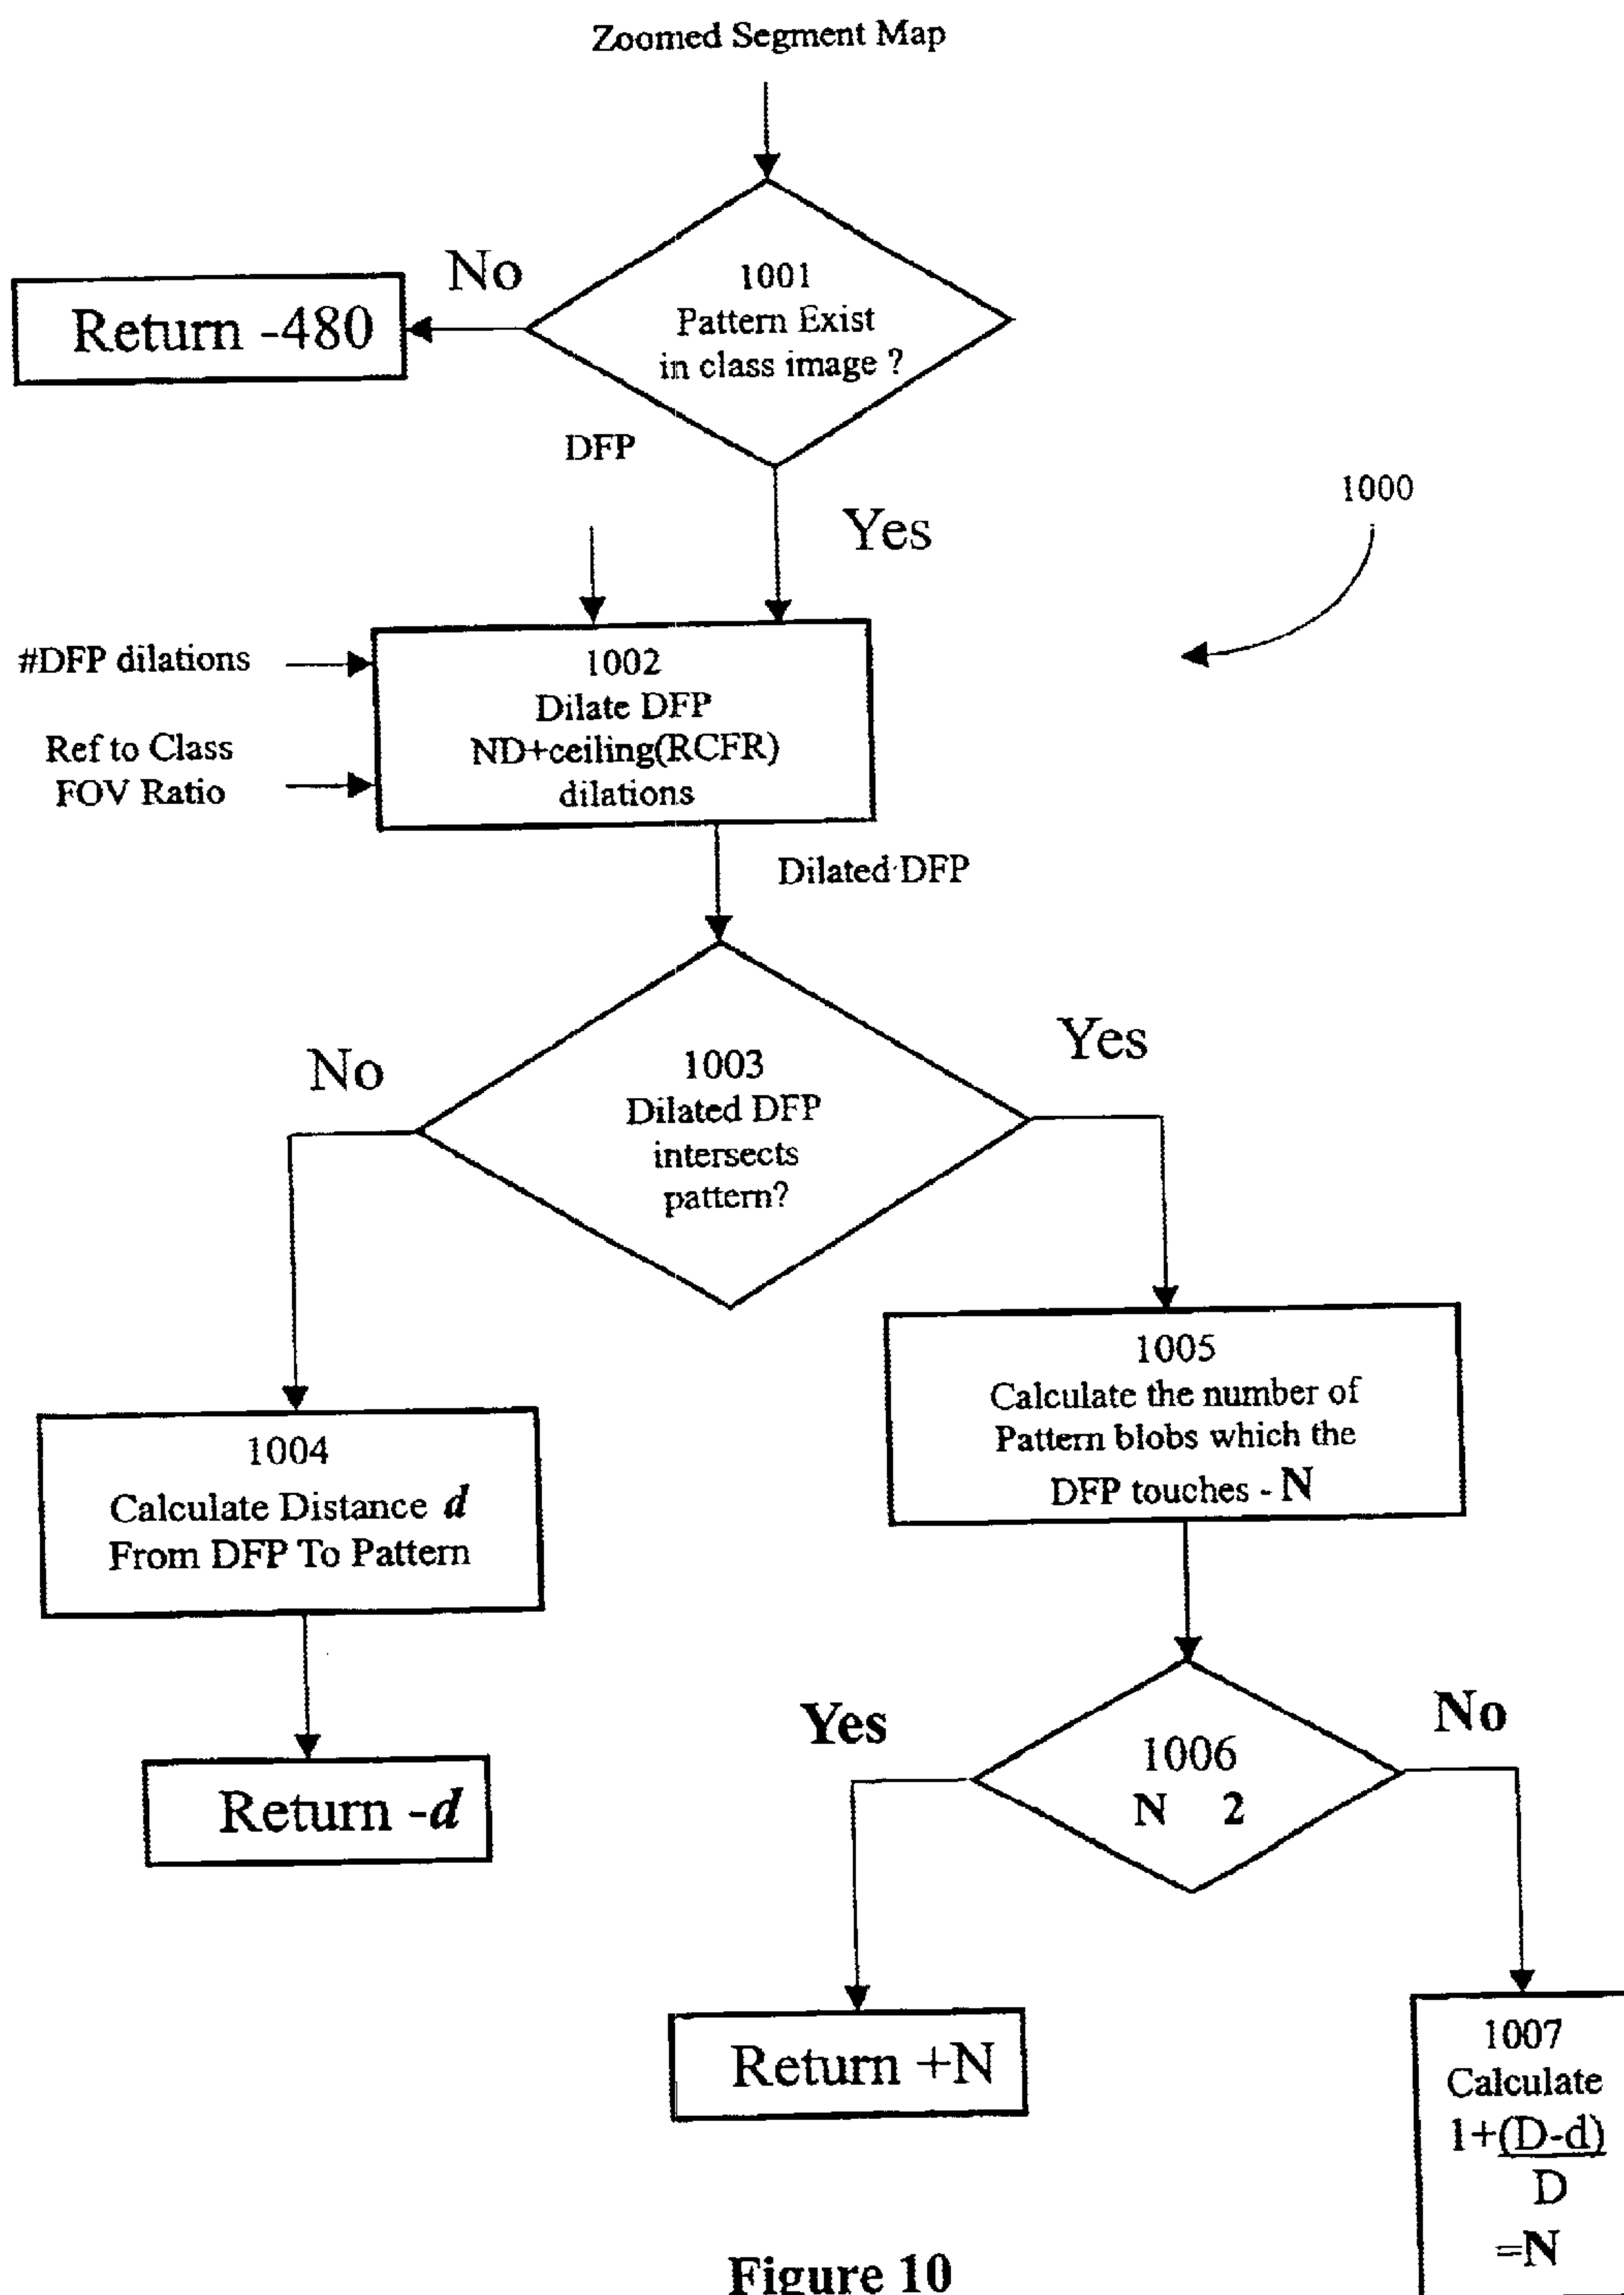 Zoomed Segment Map
No
1001
Pattern Exist
in class image ?
Return -480
DFP
Yes
1000
#DFP dilations
Ref to Class
FOV Ratio
1002
Dilate DFP
ND+ceiling(RCFR)
dilations
Dilated DFP
No
Yes
1003
Dilated DFP
intersects
pattern?
1005
Calculate the number of
Pattern blobs which the
DFP touches - N
1004
Calculate Distance d
From DFP To Pattern
Return -d
Yes
No
1006
N 2
Return +N
1007
Calculate
1+(D-d)
D
=N
Figure 10